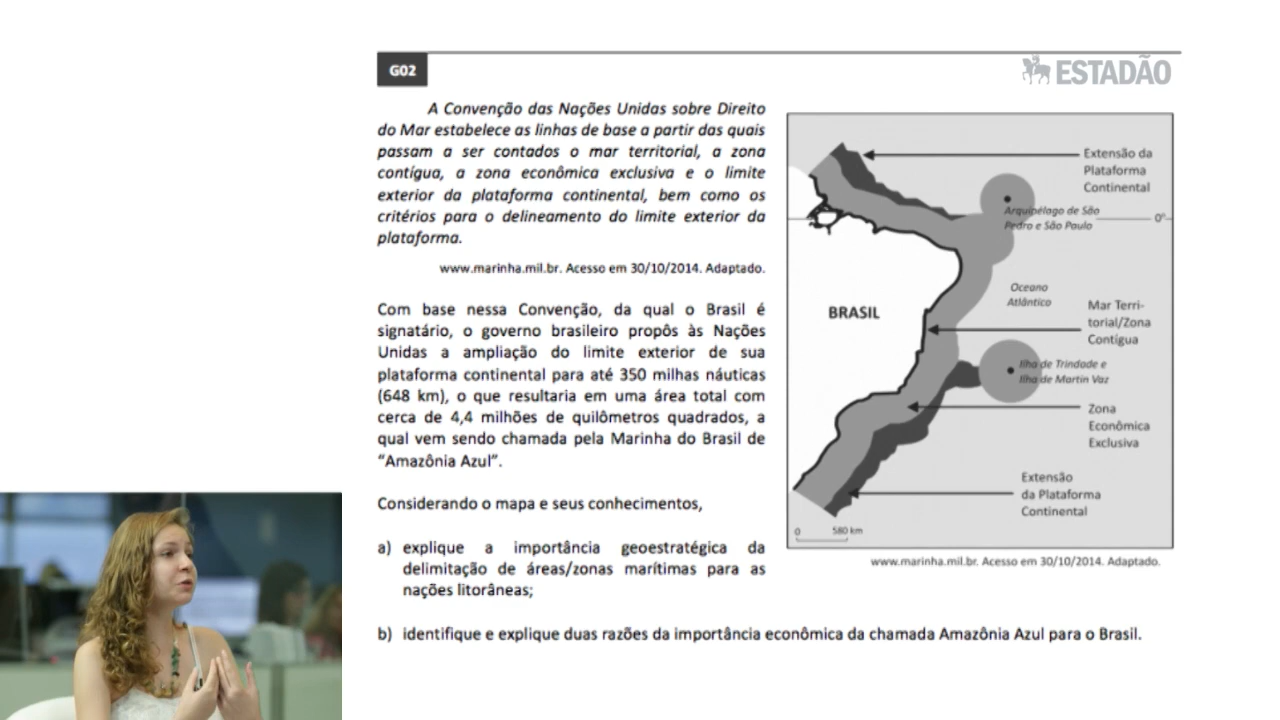 G02
ESTADÃO
A Convenção das Nações Unidas sobre Direito
do Mar estabelece as linhas de base a partir das quais
passam a ser contados o mar territorial, a zona
contígua, a zona econômica exclusiva e o limite
exterior da plataforma continental, bem como os
critérios para o delineamento do limite exterior da
plataforma.
www.marinha.mil.br. Acesso em 30/10/2014. Adaptado.
Com base nessa Convenção, da qual o Brasil é
signatário, o governo brasileiro propôs às Nações
Unidas a ampliação do limite exterior de sua
plataforma continental para até 350 milhas náuticas
(648 km), o que resultaria em uma área total com
cerca de 4,4 milhões de quilômetros quadrados, a
qual vem sendo chamada pela Marinha do Brasil de
“Amazônia Azul”.
Considerando o mapa e seus conhecimentos,
a) explique a importância geoestratégica da
delimitação de áreas/zonas marítimas para as
nações litorâneas;
Extensão da
Plataforma
Continental
Arquipélago de São
Pedro e São Paulo
0°
Oceano
Atlântico
BRASIL
Mar Terri-
torial/Zona
Contígua
Ilha de Trindade e
Ilha de Martin Vaz
Zona
Econômica
Exclusiva
Extensão
da Plataforma
Continental
0 580 km
www.marinha.mil.br. Acesso em 30/10/2014. Adaptado.
b) identifique e explique duas razões da importância econômica da chamada Amazônia Azul para o Brasil.